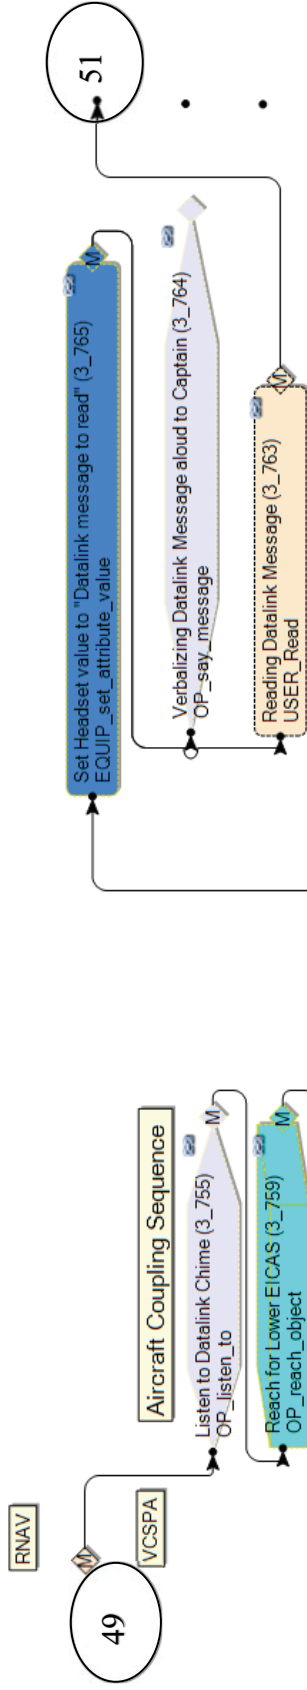 RNAV
49
M
VCSPA
Aircraft Coupling Sequence
Listen to Datalink Chime (3_755)
OP_listen_to
M
Reach for Lower EICAS (3_759)
OP_reach_object
M
Set Headset value to "Datalink message to read" (3_765)
EQUIP_set_attribute_value
M
Verbalizing Datalink Message aloud to Captain (3_764)
OP_say_message
Reading Datalink Message (3_763)
USER_Read
M
51